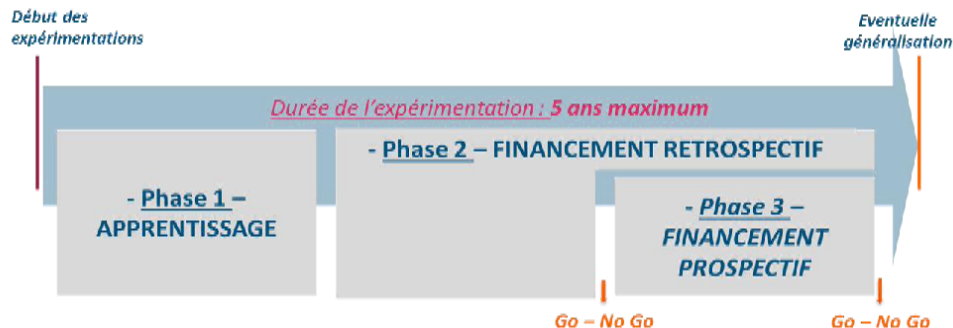 Début des
expérimentations
Eventuelle
généralisation
Durée de l'expérimentation : 5 ans maximum
- Phase 1 –
APPRENTISSAGE
- Phase 2 – FINANCEMENT RETROSPECTIF
- Phase 3 –
FINANCEMENT
PROSPECTIF
Go – No Go
Go – No Go